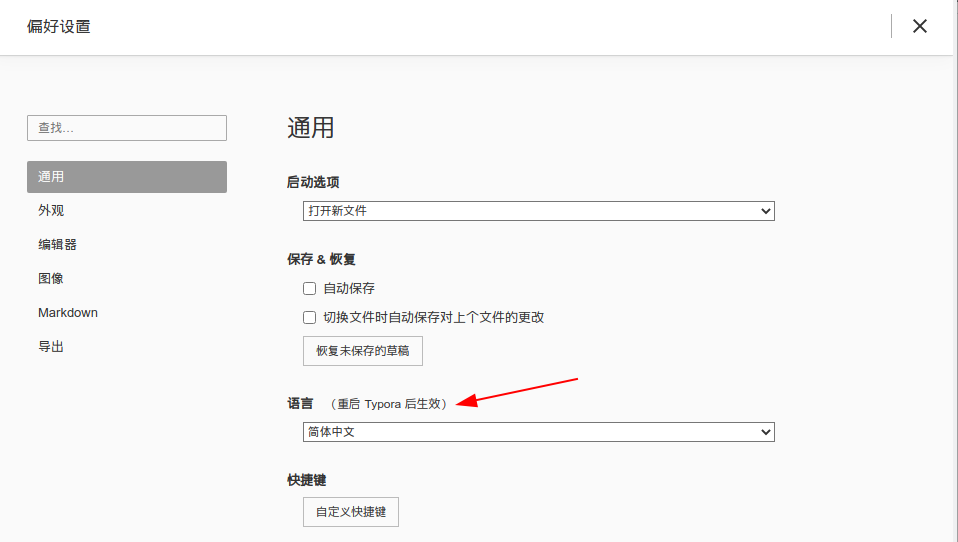 偏好设置
查找...
通用
外观
编辑器
图像
Markdown
导出
通用
启动选项
打开新文件
保存 & 恢复
自动保存
切换文件时自动保存对上个文件的更改
恢复未保存的草稿
语言 （重启 Typora 后生效）
简体中文
快捷键
自定义快捷键